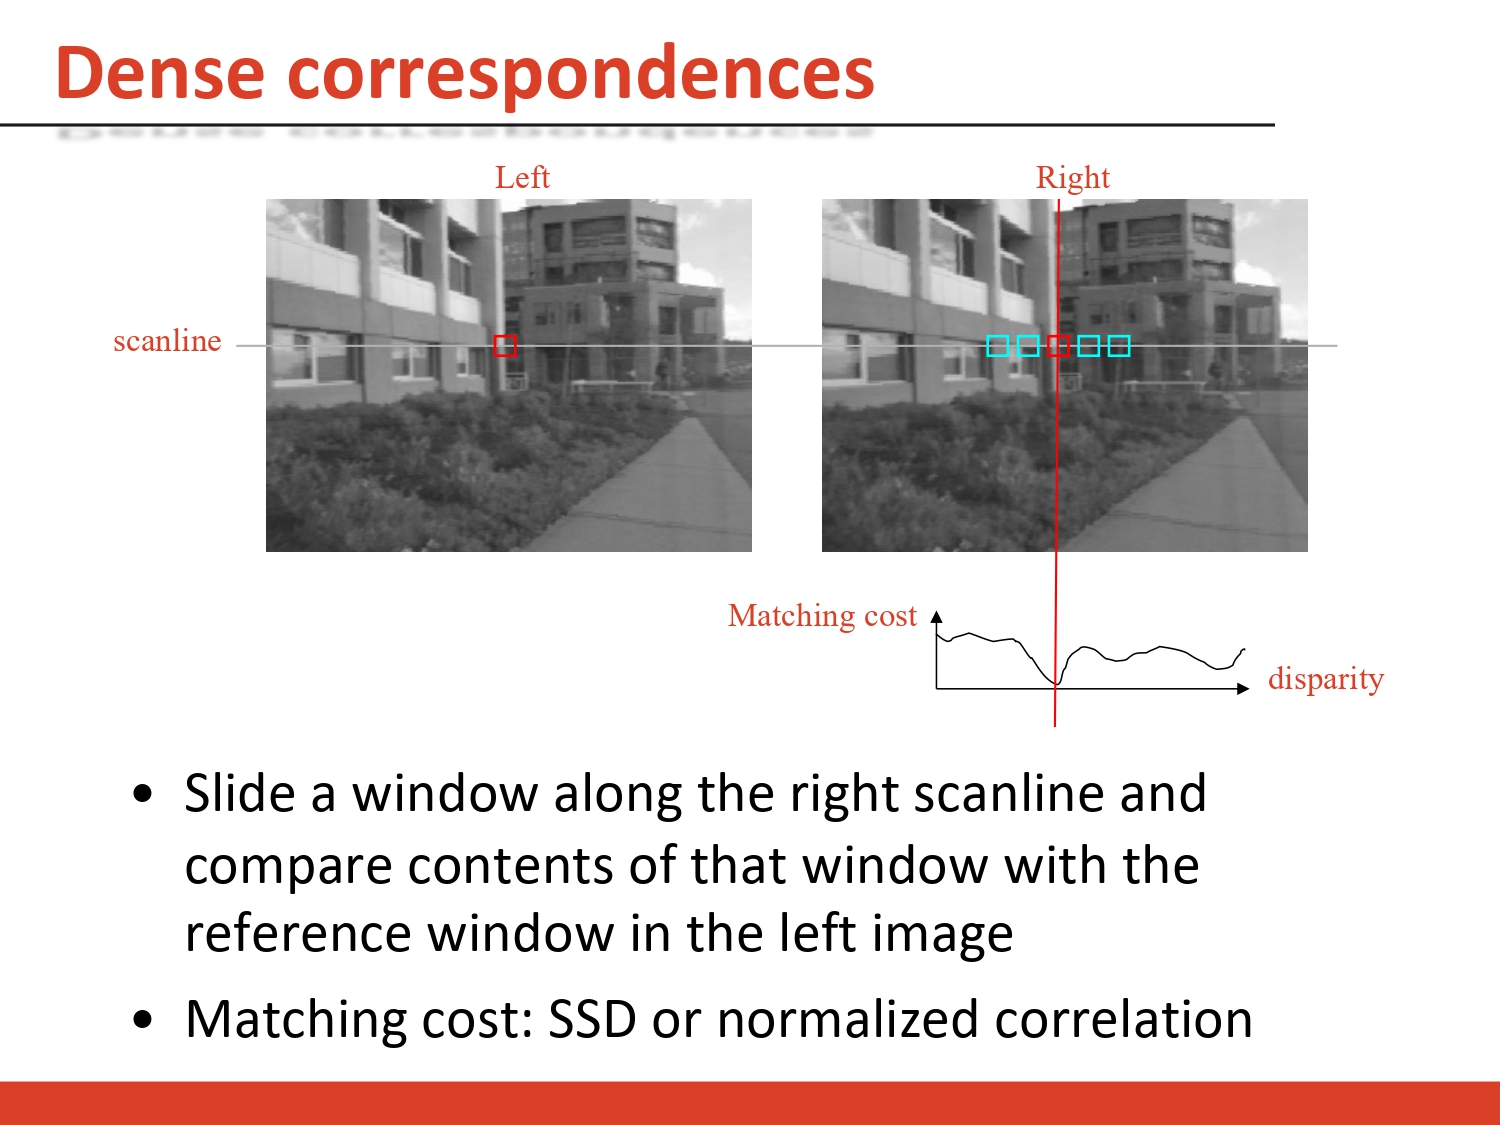 Dense correspondences
Left
Right
scanline
Matching cost
disparity
• Slide a window along the right scanline and
compare contents of that window with the
reference window in the left image
• Matching cost: SSD or normalized correlation